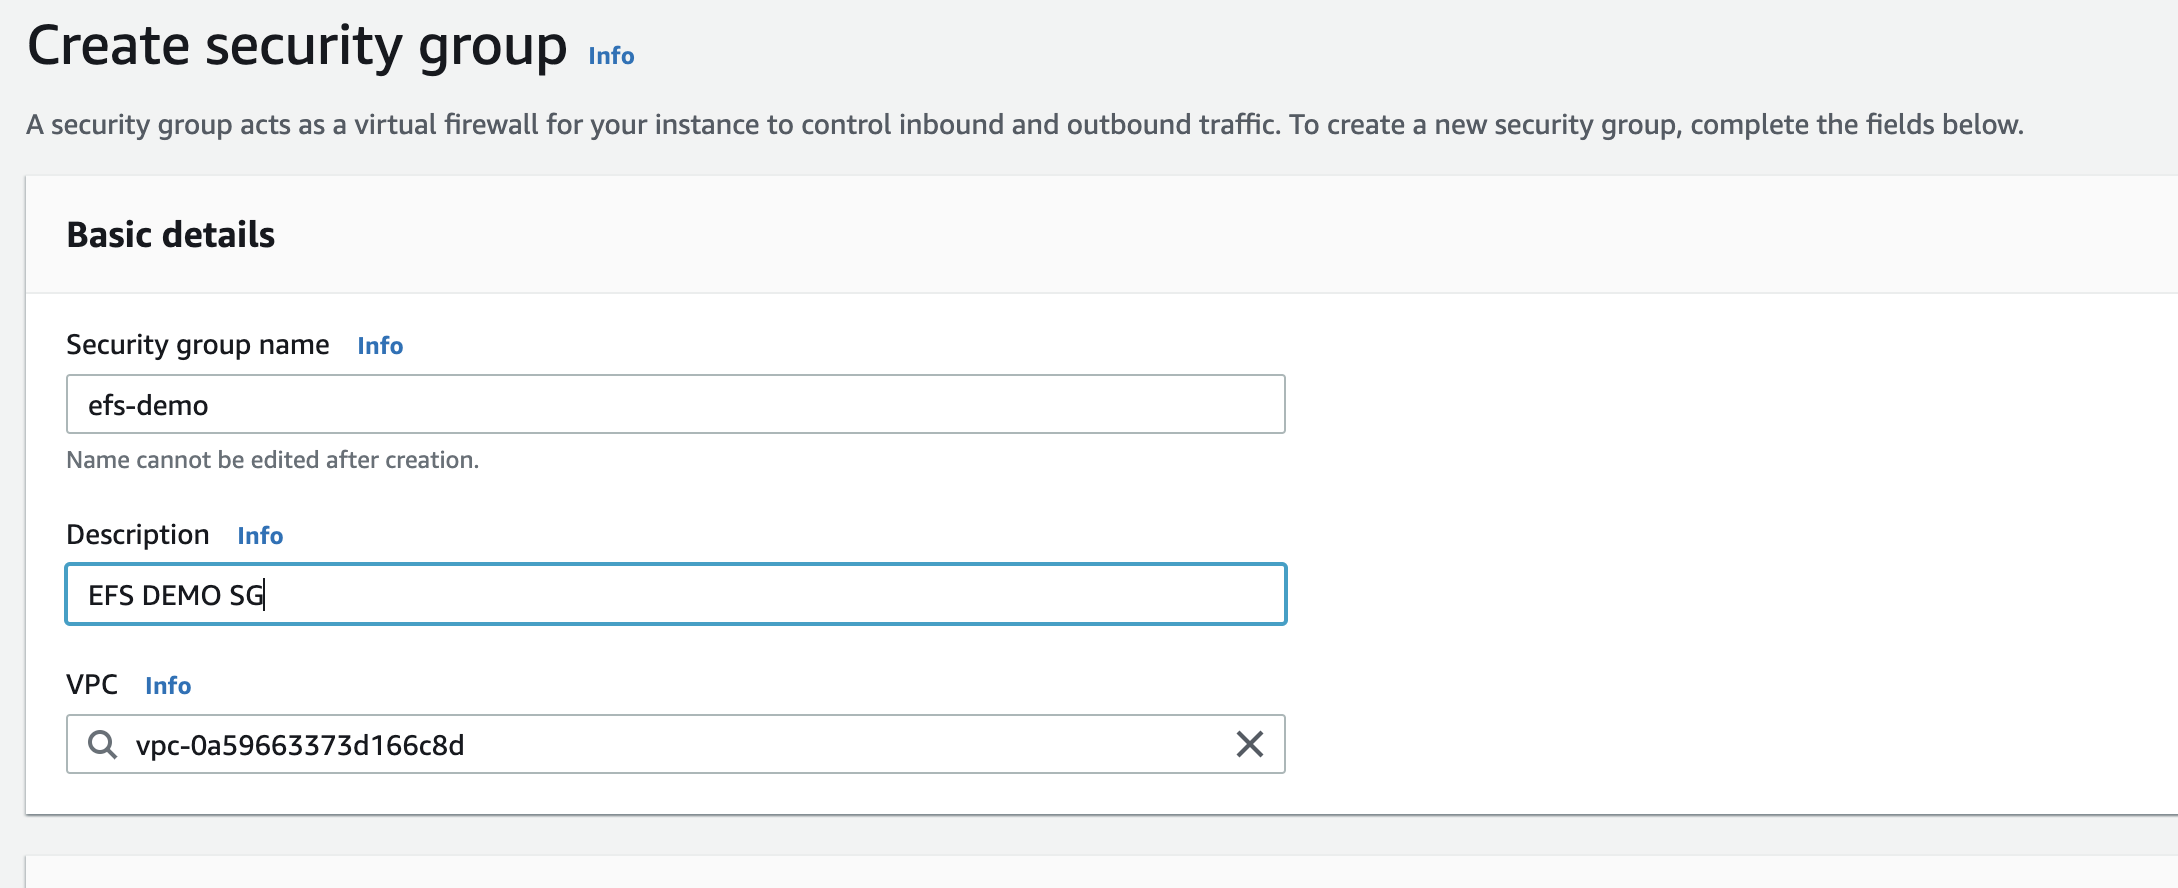 Create security group Info
A security group acts as a virtual firewall for your instance to control inbound and outbound traffic. To create a new security group, complete the fields below.
Basic details
Security group name Info
efs-demo
Name cannot be edited after creation.
Description Info
EFS DEMO SG
VPC Info
vpc-0a59663373d166c8d